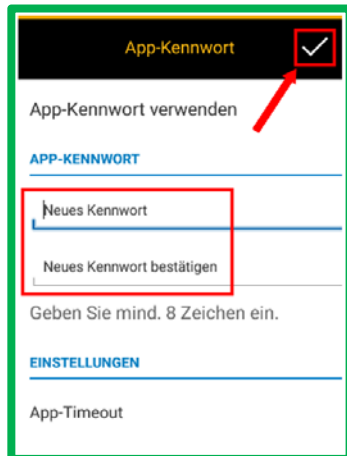 App-Kennwort
App-Kennwort verwenden
APP-KENNWORT
Neues Kennwort
Neues Kennwort bestätigen
Geben Sie mind. 8 Zeichen ein.
EINSTELLUNGEN
App-Timeout